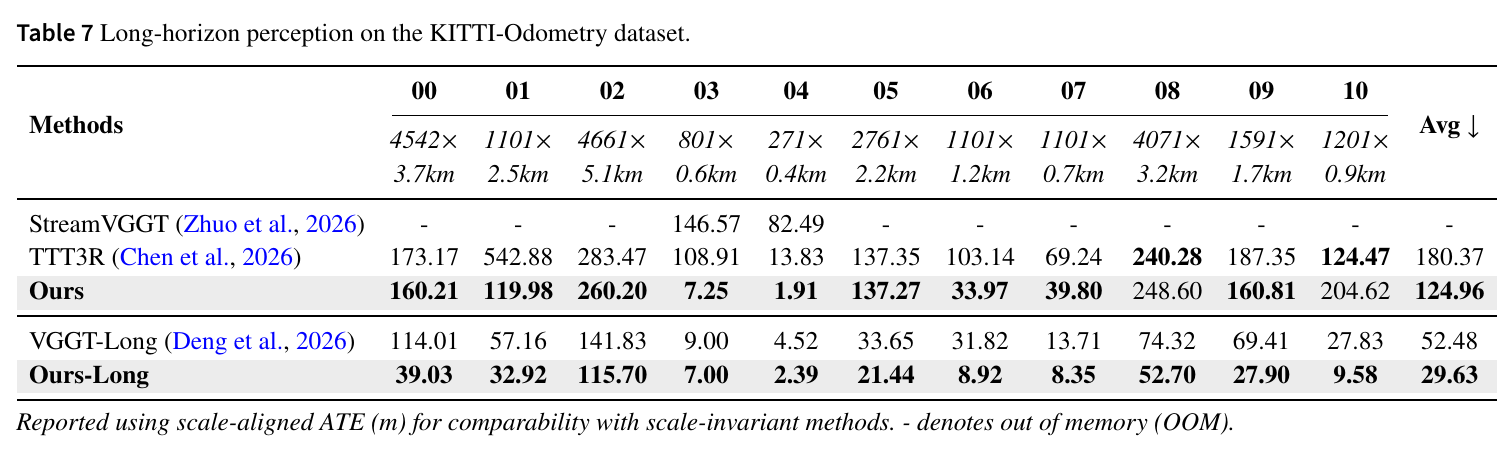 Table 7 Long-horizon perception on the KITTI-Odometry dataset.
Methods 00 01 02 03 04 05 06 07 08 09 10 Avg ↓
4542× 1101× 4661× 801× 271× 2761× 1101× 1101× 4071× 1591× 1201×
3.7km 2.5km 5.1km 0.6km 0.4km 2.2km 1.2km 0.7km 3.2km 1.7km 0.9km
StreamVGGT (Zhuo et al., 2026) - - - 146.57 82.49 - - - - - - -
TTT3R (Chen et al., 2026) 173.17 542.88 283.47 108.91 13.83 137.35 103.14 69.24 240.28 187.35 124.47 180.37
Ours 160.21 119.98 260.20 7.25 1.91 137.27 33.97 39.80 248.60 160.81 204.62 124.96
VGGT-Long (Deng et al., 2026) 114.01 57.16 141.83 9.00 4.52 33.65 31.82 13.71 74.32 69.41 27.83 52.48
Ours-Long 39.03 32.92 115.70 7.00 2.39 21.44 8.92 8.35 52.70 27.90 9.58 29.63
Reported using scale-aligned ATE (m) for comparability with scale-invariant methods. - denotes out of memory (OOM).